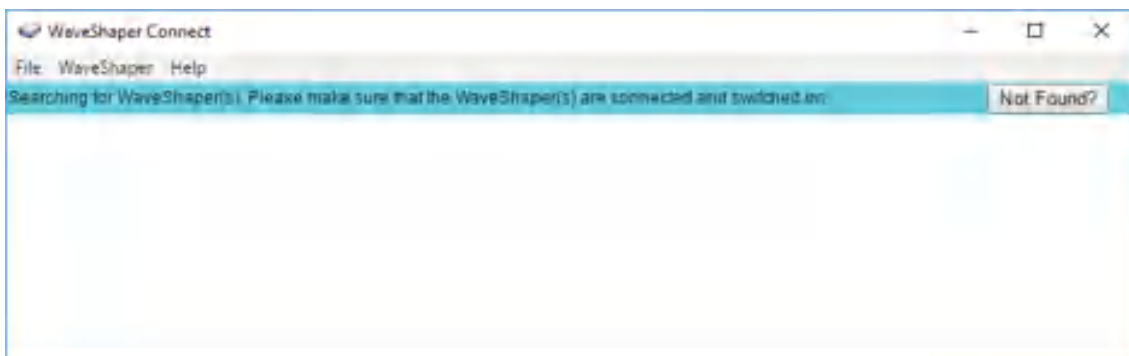 WaveShaper Connect
File WaveShaper Help
Searching for WaveShaper(s). Please make sure that the WaveShaper(s) are connected and switched on. Not Found?